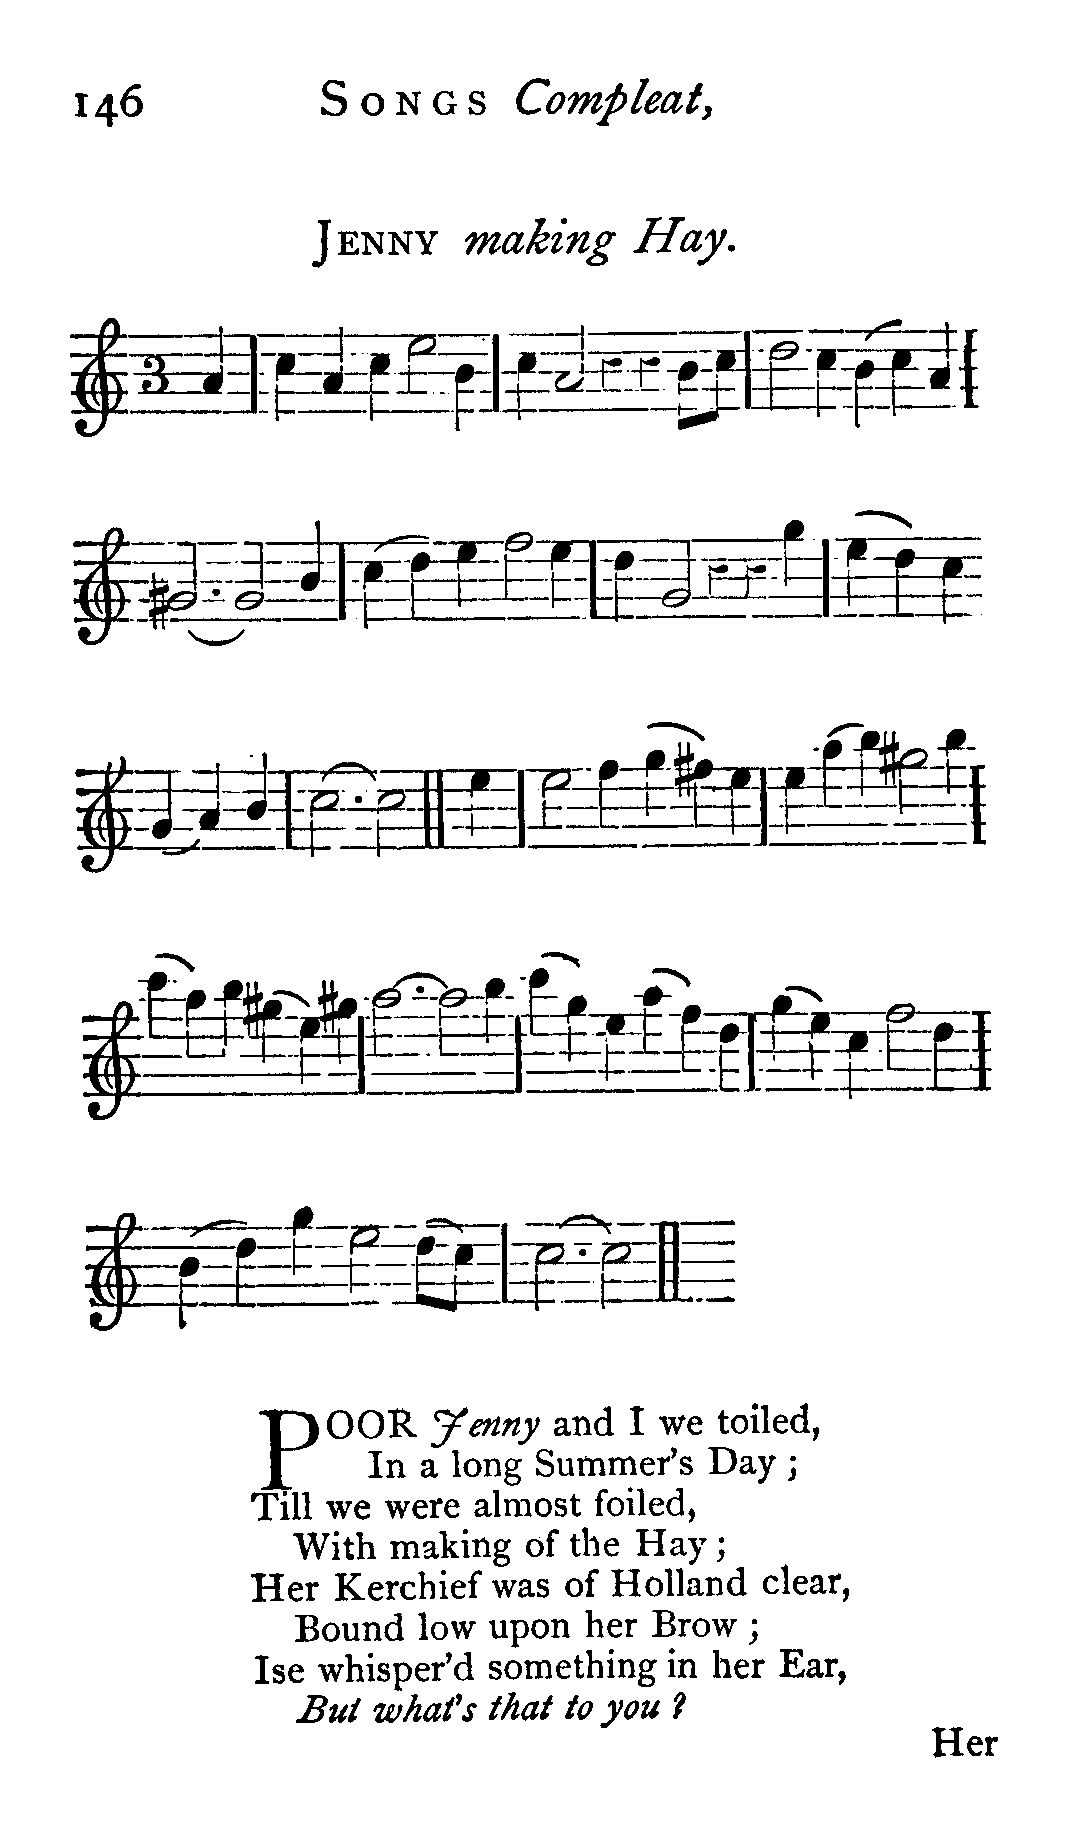 146 SONGS Compleat,
JENNY making Hay.
3
POOR Jenny and I we toiled,
In a long Summer's Day ;
Till we were almost foiled,
With making of the Hay ;
Her Kerchief was of Holland clear,
Bound low upon her Brow ;
Ise whisper'd something in her Ear,
But what's that to you ?
Her